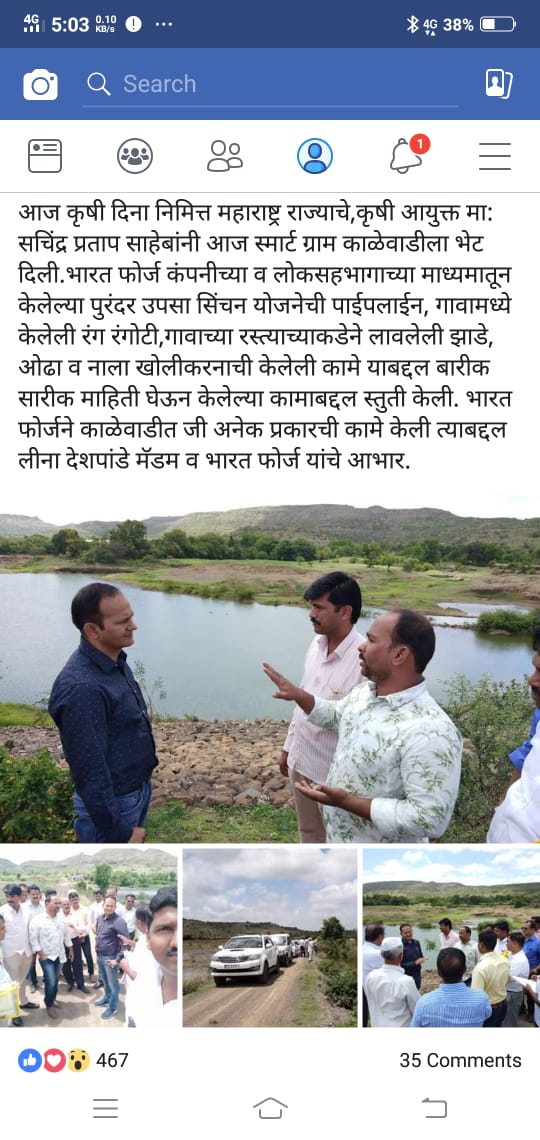 4G 5:03 0.10 KB/s 4G 38%
Search
1
आज कृषी दिना निमित्त महाराष्ट्र राज्याचे,कृषी आयुक्त मा:
सचिंद्र प्रताप साहेबांनी आज स्मार्ट ग्राम काळेवाडीला भेट
दिली.भारत फोर्ज कंपनीच्या व लोकसहभागाच्या माध्यमातून
केलेल्या पुरंदर उपसा सिंचन योजनेची पाईपलाईन, गावामध्ये
केलेली रंग रंगोटी,गावाच्या रस्त्याच्याकडेने लावलेली झाडे,
ओढा व नाला खोलीकरनाची केलेली कामे याबद्दल बारीक
सारीक माहिती घेऊन केलेल्या कामाबद्दल स्तुती केली. भारत
फोर्जने काळेवाडीत जी अनेक प्रकारची कामे केली त्याबद्दल
लीना देशपांडे मॅडम व भारत फोर्ज यांचे आभार.
467 35 Comments